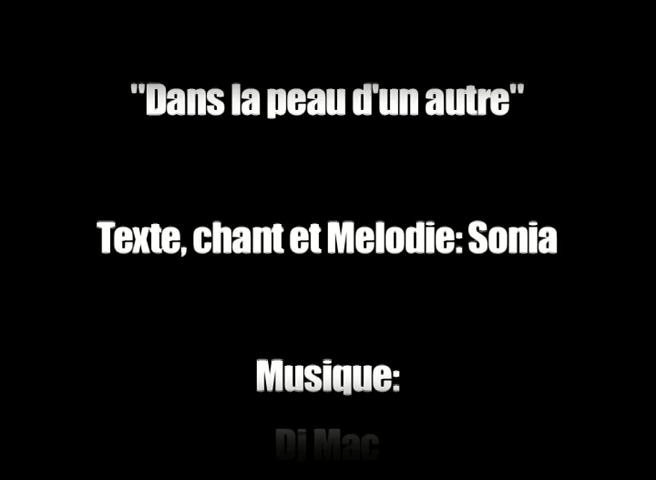 "Dans la peau d'un autre"
Texte, chant et Melodie: Sonia
Musique:
Dj Mac